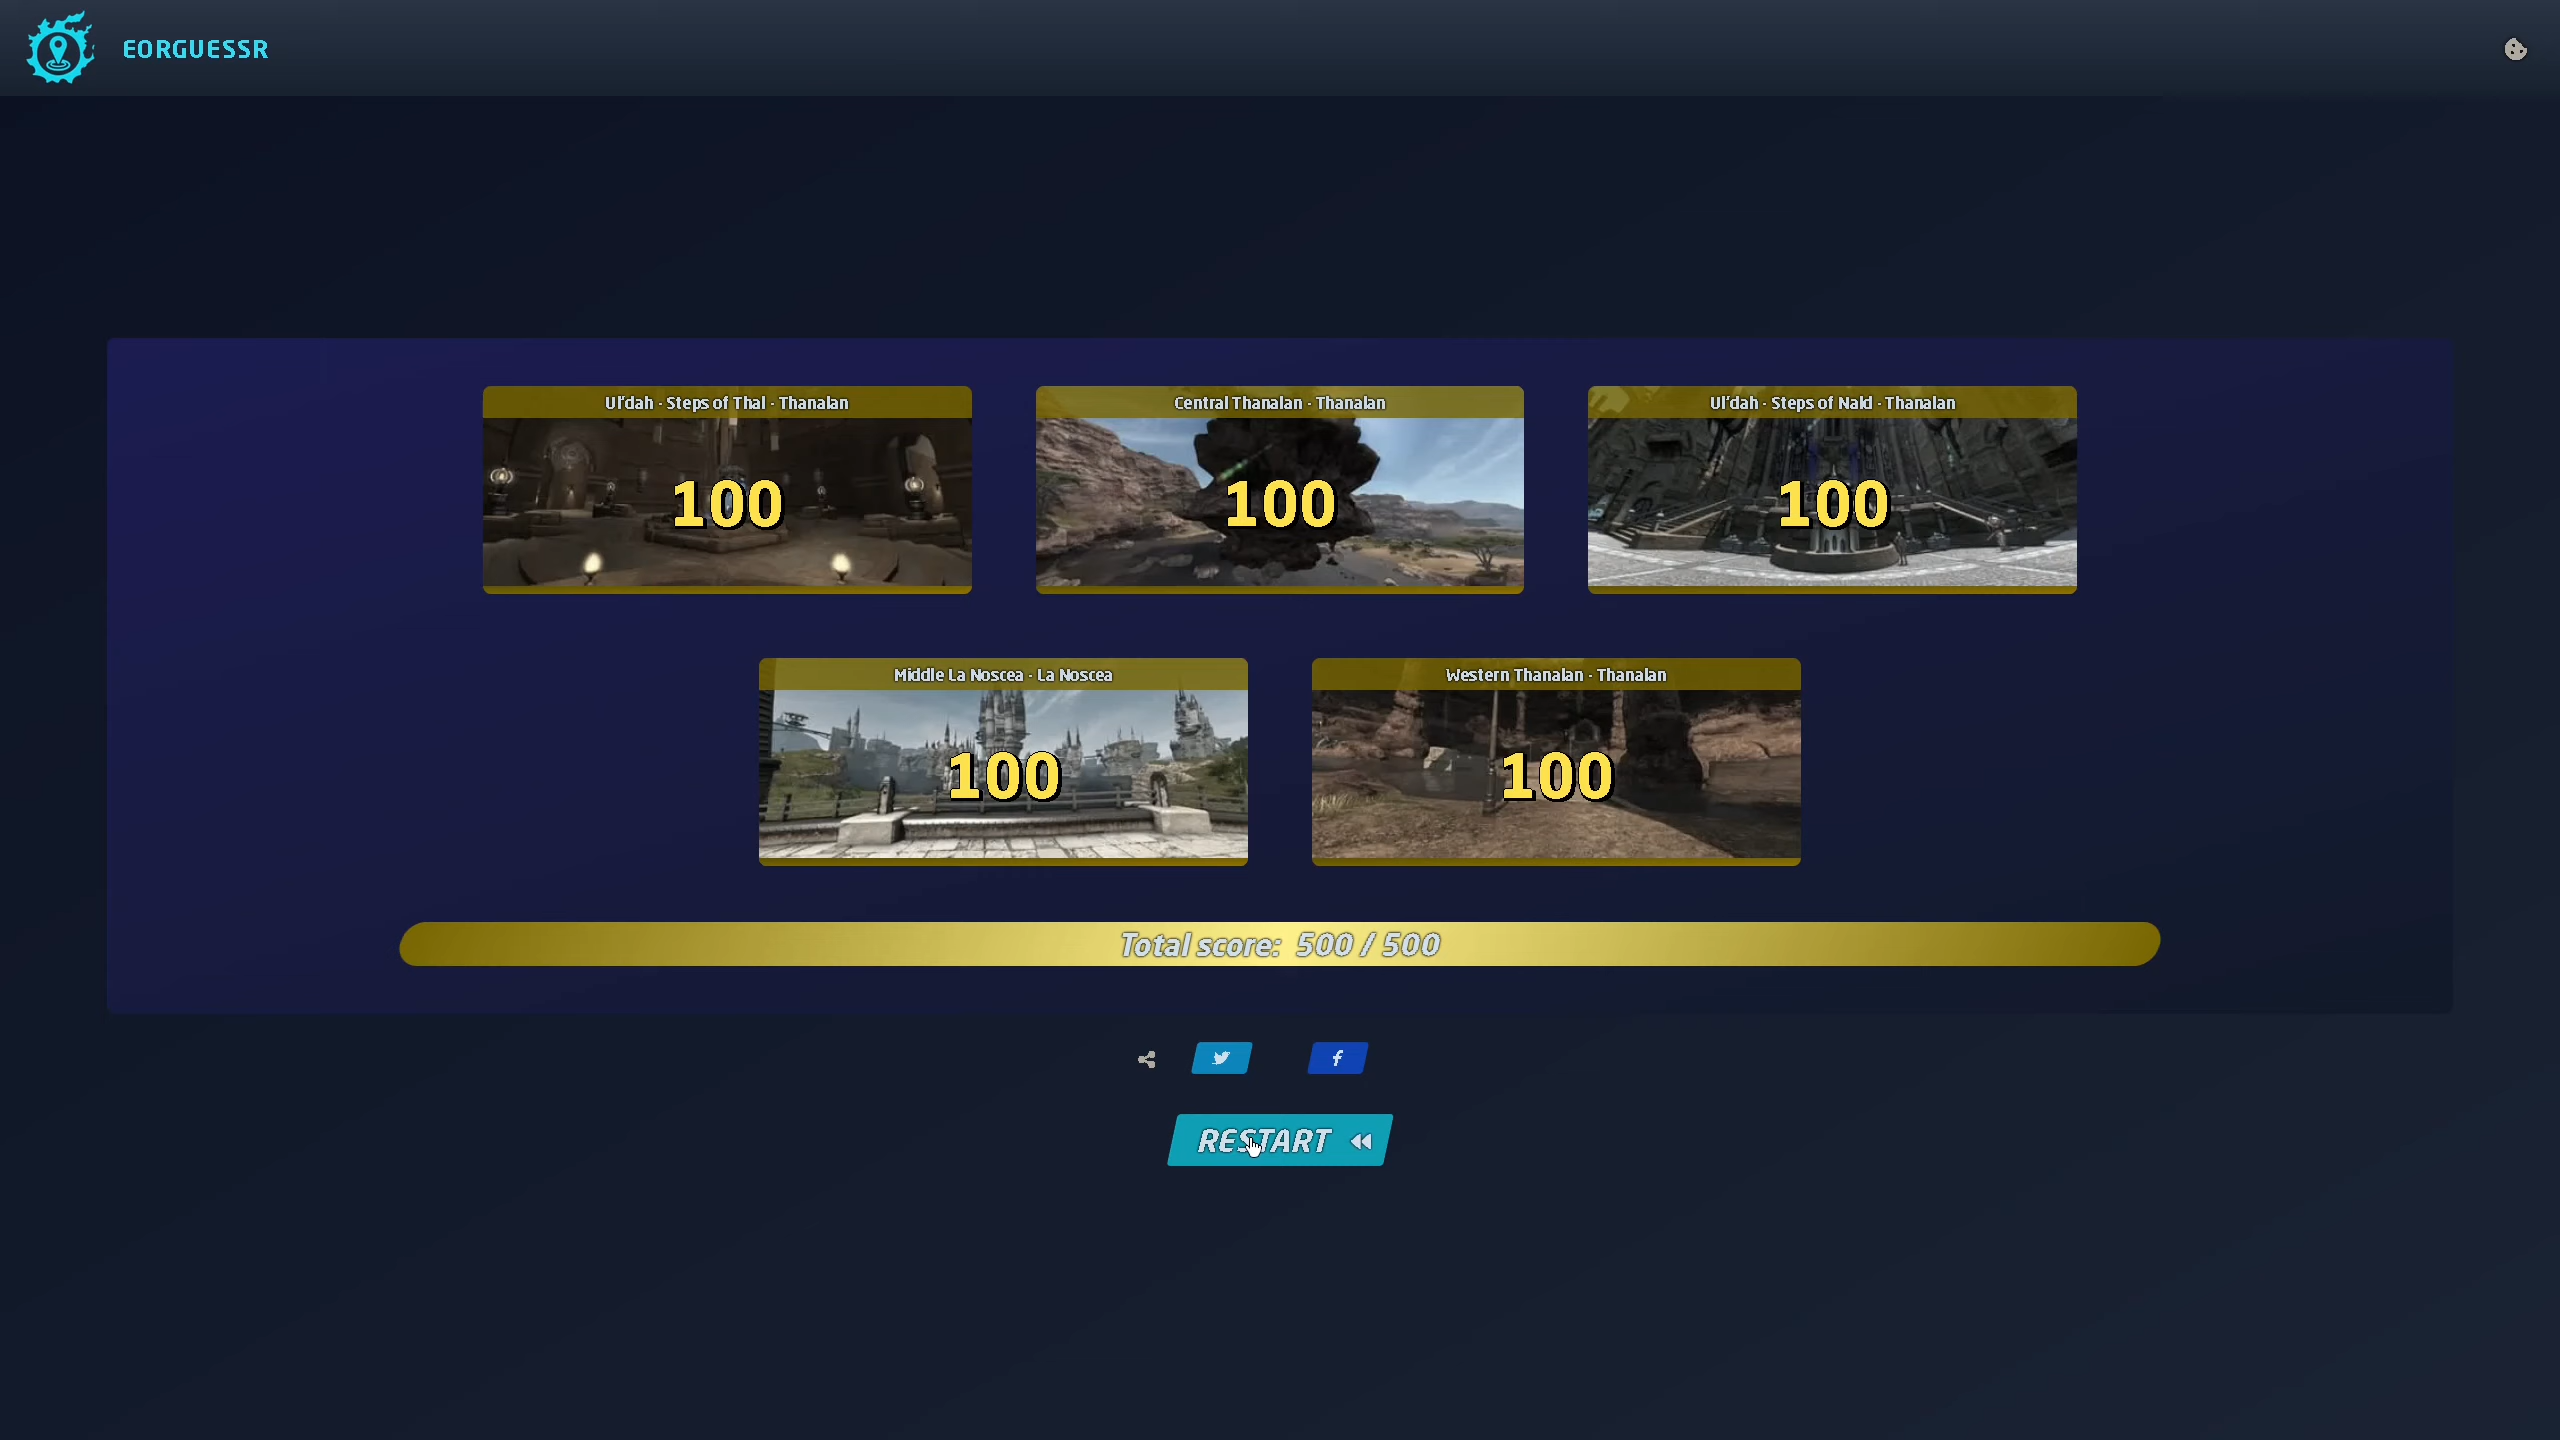 EORGUESSR
Ul'dah - Steps of Thal - Thanalan
100
Central Thanalan - Thanalan
100
Ul'dah - Steps of Nald - Thanalan
100
Middle La Noscea - La Noscea
100
Western Thanalan - Thanalan
100
Total score: 500 / 500
RESTART